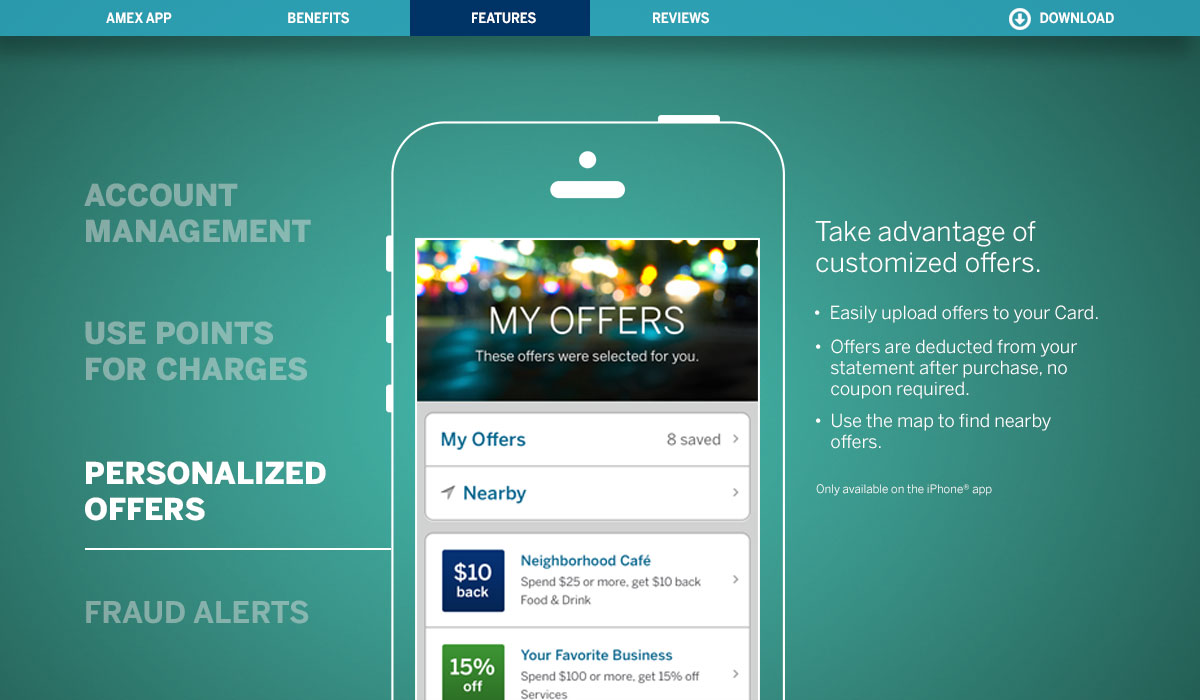 AMEX APP
BENEFITS
FEATURES
REVIEWS
DOWNLOAD
ACCOUNT
MANAGEMENT
USE POINTS
FOR CHARGES
PERSONALIZED
OFFERS
FRAUD ALERTS
MY OFFERS
These offers were selected for you.
My Offers
8 saved
Nearby
$10
back
Neighborhood Café
Spend $25 or more, get $10 back
Food & Drink
15%
off
Your Favorite Business
Spend $100 or more, get 15% off
Services
Take advantage of
customized offers.
• Easily upload offers to your Card.
• Offers are deducted from your
statement after purchase, no
coupon required.
• Use the map to find nearby
offers.
Only available on the iPhone® app